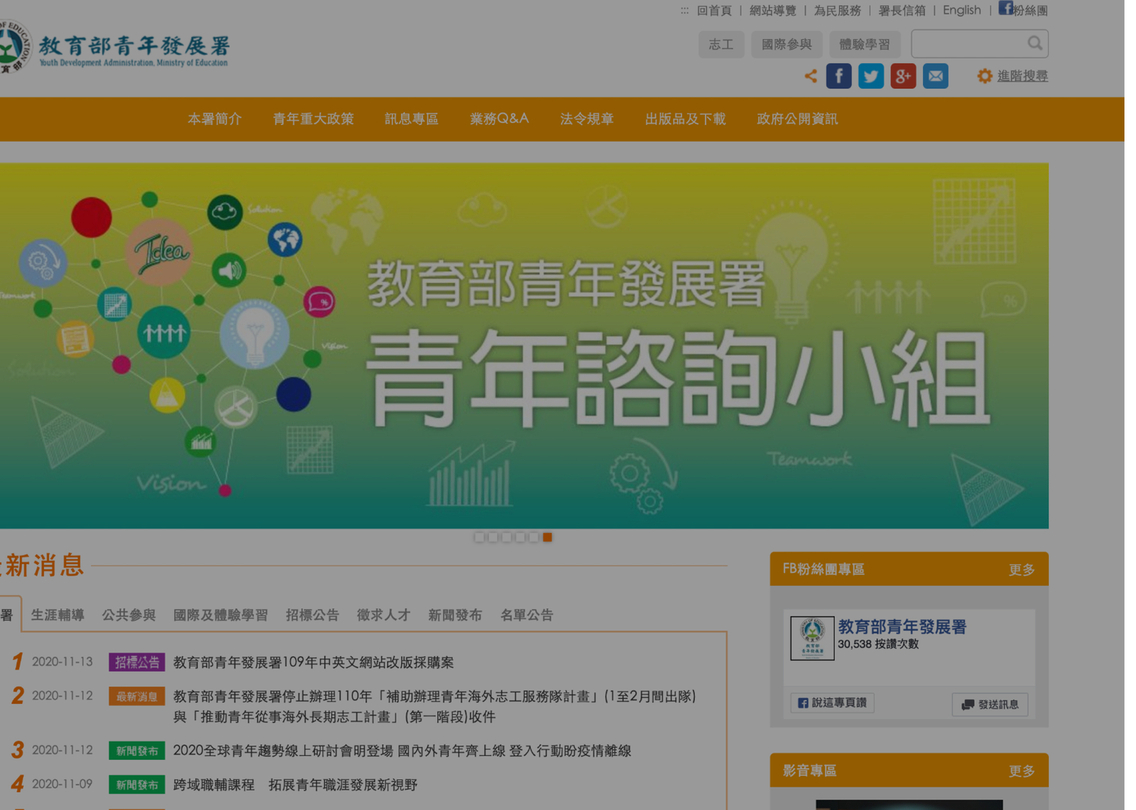 ::: 回首頁 | 網站導覽 | 為民服務 | 署長信箱 | English | 粉絲團
教育部青年發展署
Youth Development Administration, Ministry of Education
志工 國際參與 體驗學習
進階搜尋
本署簡介 青年重大政策 訊息專區 業務Q&A 法令規章 出版品及下載 政府公開資訊
Solution
Idea
教育部青年發展署
青年諮詢小組
Teamwork
Vision
Solution
%
%
Vision
Teamwork
新消息
署 生涯輔導 公共參與 國際及體驗學習 招標公告 徵求人才 新聞發布 名單公告
1 2020-11-13 招標公告 教育部青年發展署109年中英文網站改版採購案
2 2020-11-12 最新消息 教育部青年發展署停止辦理110年「補助辦理青年海外志工服務隊計畫」(1至2月間出隊)
與「推動青年從事海外長期志工計畫」(第一階段)收件
3 2020-11-12 新聞發布 2020全球青年趨勢線上研討會明登場 國內外青年齊上線 登入行動盼疫情離線
4 2020-11-09 新聞發布 跨域職輔課程 拓展青年職涯發展新視野
FB粉絲團專區 更多
教育部青年發展署
30,538 按讚次數
說這專頁讚 發送訊息
影音專區 更多